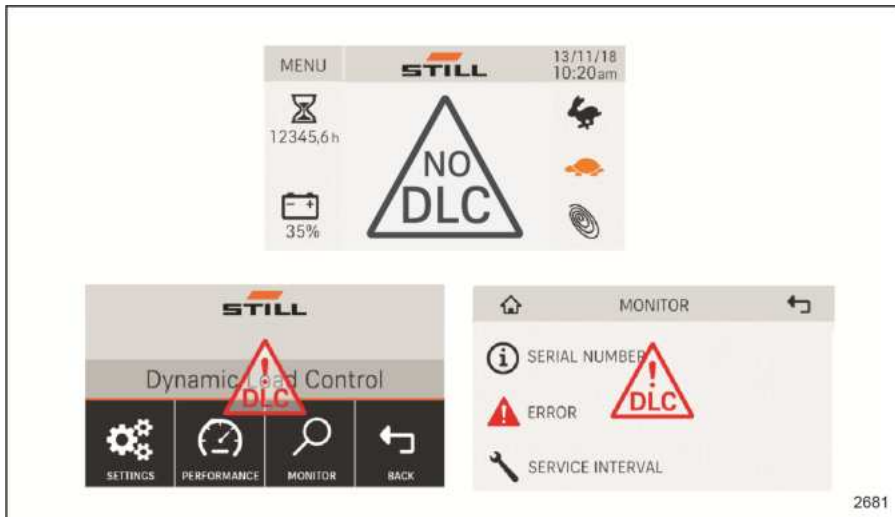 MENU
STILL
13/11/18
10:20am
12345,6 h
NO
DLC
35%
STILL
Dynamic Load Control
DLC
SETTINGS
PERFORMANCE
MONITOR
BACK
MONITOR
SERIAL NUMBER
DLC
ERROR
SERVICE INTERVAL
2681